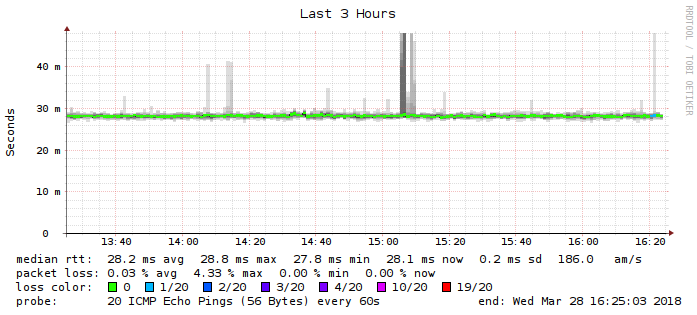 Last 3 Hours
RRDTOOL / TOBI OETIKER
Seconds
40 m
30 m
20 m
10 m
0
13:40 14:00 14:20 14:40 15:00 15:20 15:40 16:00 16:20
median rtt: 28.2 ms avg 28.8 ms max 27.8 ms min 28.1 ms now 0.2 ms sd 186.0 am/s
packet loss: 0.03 % avg 4.33 % max 0.00 % min 0.00 % now
loss color: 0 1/20 2/20 3/20 4/20 10/20 19/20
probe: 20 ICMP Echo Pings (56 Bytes) every 60s end: Wed Mar 28 16:25:03 2018